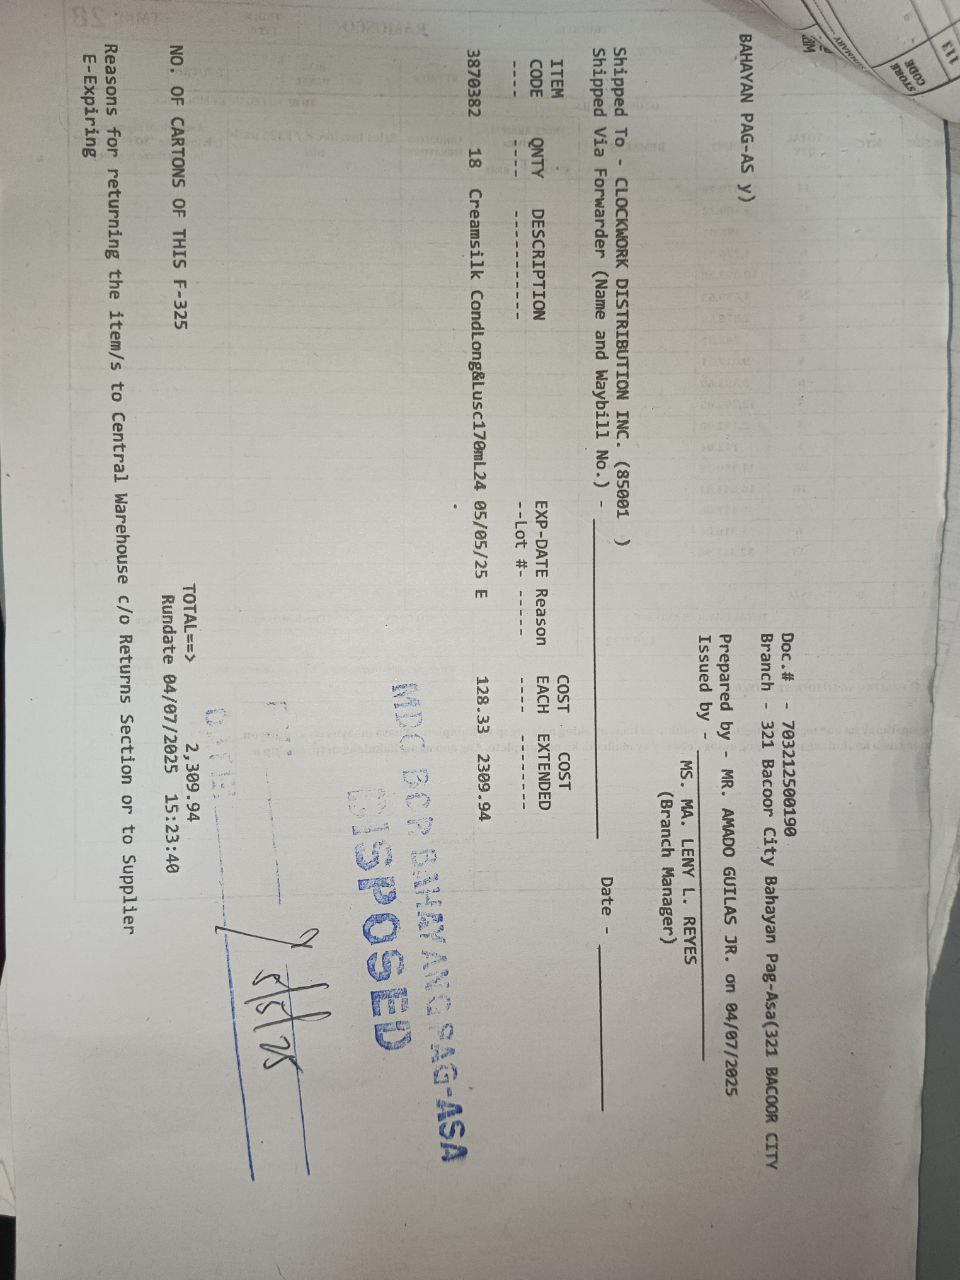 113
STORE
CODE
SUMMARY
Doc.# - 703212500190
Branch - 321 Bacoor City Bahayan Pag-Asa(321 BACOOR CITY
BAHAYAN PAG-AS y)
Prepared by - MR. AMADO GUILAS JR. on 04/07/2025
Issued by -
MS. MA. LENY L. REYES
(Branch Manager)
Shipped To - CLOCKWORK DISTRIBUTION INC. (85001 )
Shipped Via Forwarder (Name and Waybill No.) - Date -
ITEM COST COST
CODE QNTY DESCRIPTION EXP-DATE Reason EACH EXTENDED
---- ---- ----------- --Lot #- ----- ---- --------
3870382 18 Creamsilk CondLong&Lusc170mL24 05/05/25 E 128.33 2309.94
MDC BCR BAHAYANG PAG-ASA
DISPOSED
DATE
TOTAL==> 2,309.94
NO. OF CARTONS OF THIS F-325 Rundate 04/07/2025 15:23:40
Reasons for returning the item/s to Central Warehouse c/o Returns Section or to Supplier
E-Expiring